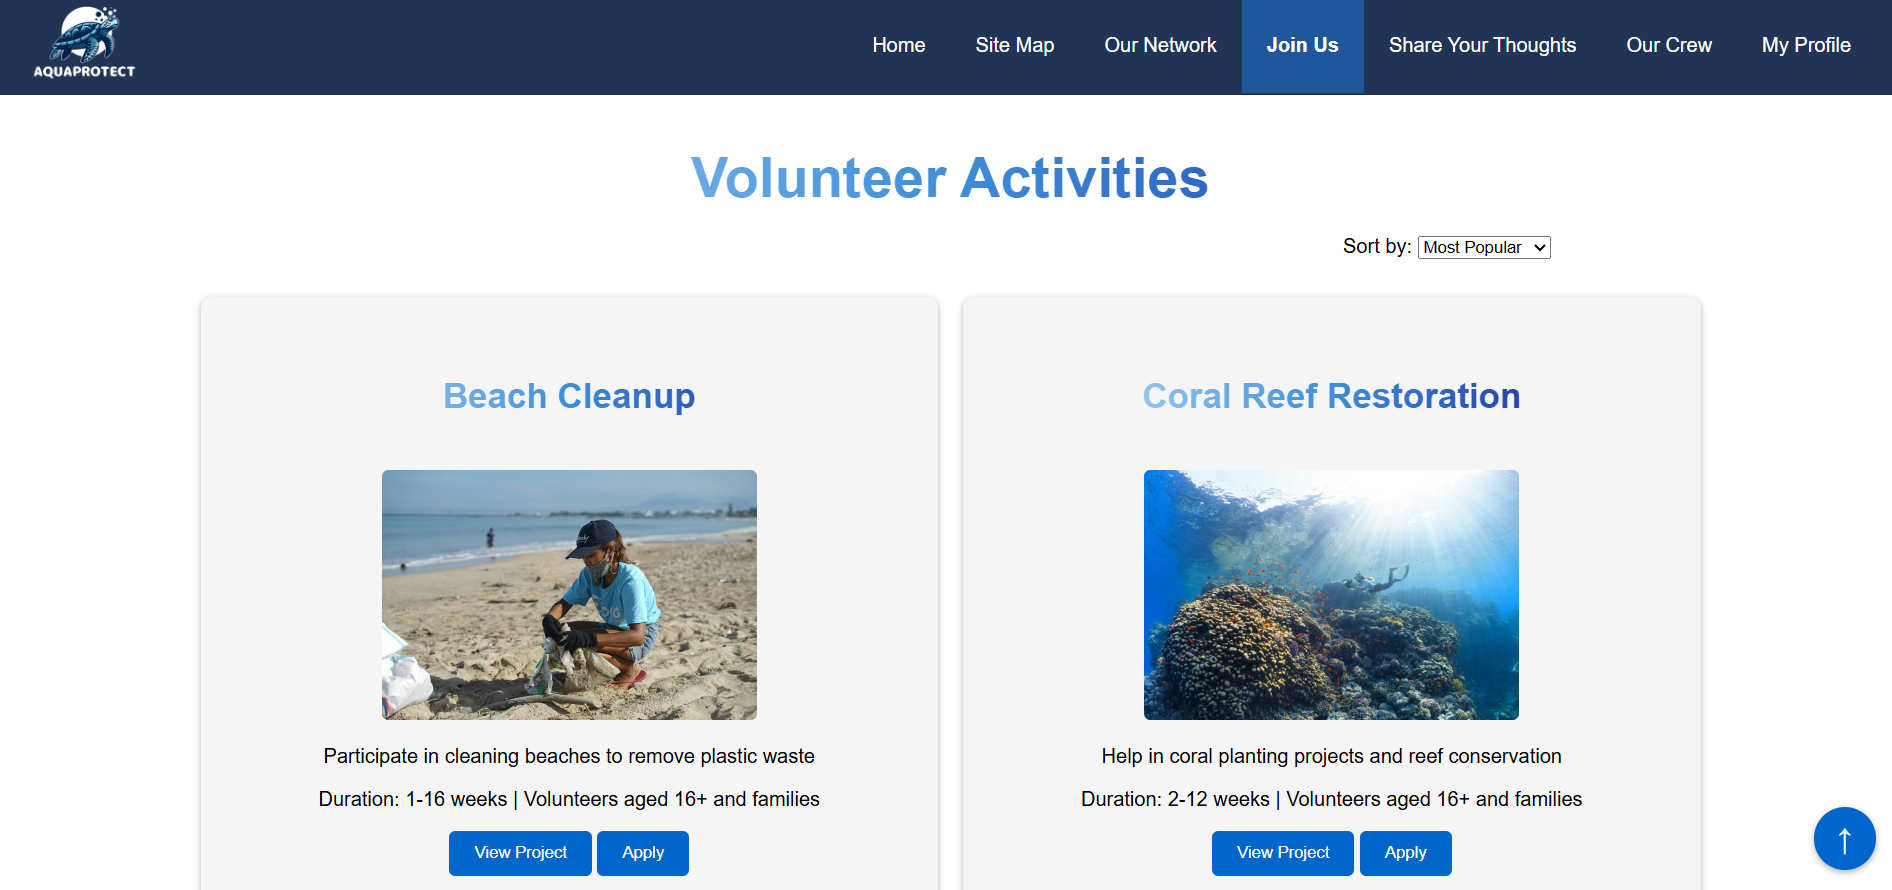 AQUAPROTECT
Home Site Map Our Network Join Us Share Your Thoughts Our Crew My Profile
Volunteer Activities
Sort by: Most Popular
Beach Cleanup
Coral Reef Restoration
Participate in cleaning beaches to remove plastic waste
Duration: 1-16 weeks | Volunteers aged 16+ and families
View Project Apply
Help in coral planting projects and reef conservation
Duration: 2-12 weeks | Volunteers aged 16+ and families
View Project Apply
↑